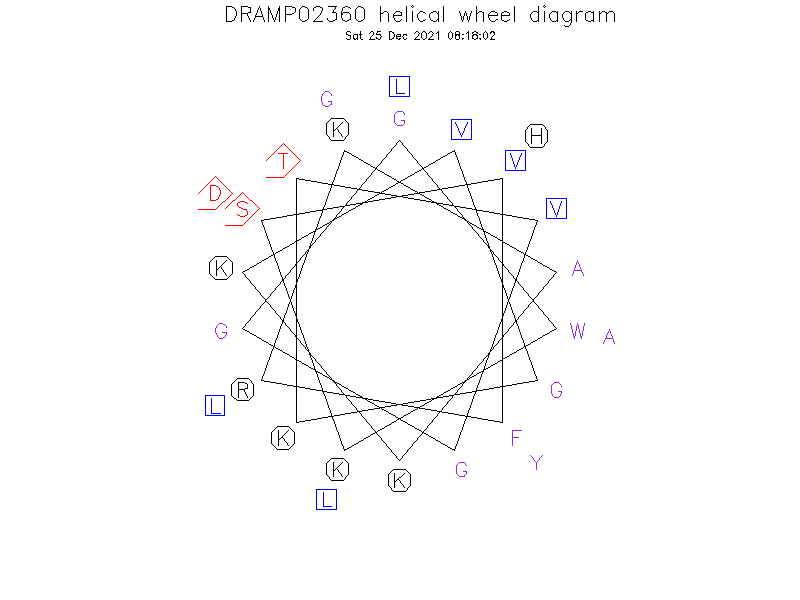 DRAMP02360 helical wheel diagram
Sat 25 Dec 2021 08:18:02
L
G
G
K
V
H
T
V
D
S
V
K
A
G
W
A
R
G
L
K
F
Y
K
G
K
L